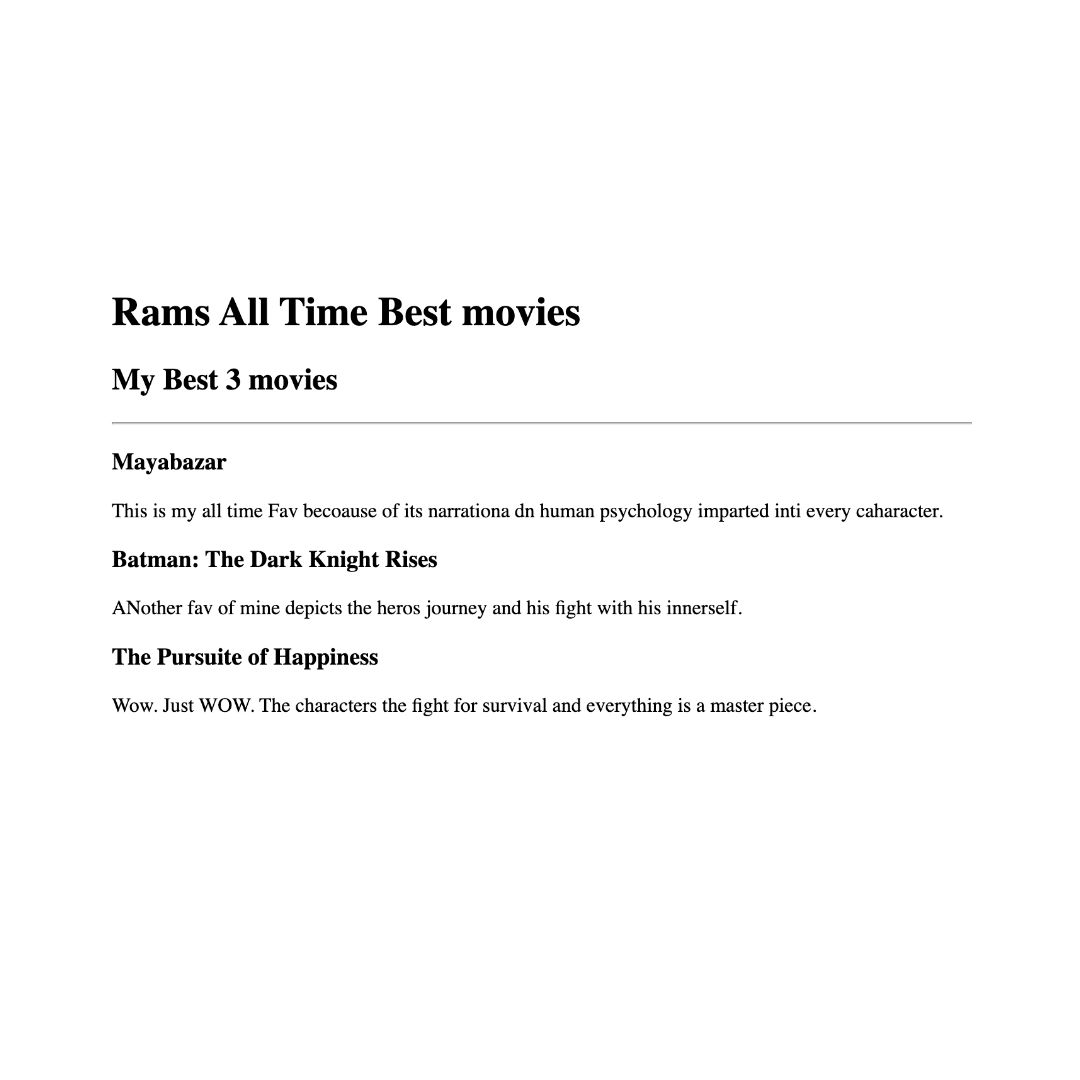 Rams All Time Best movies
My Best 3 movies
Mayabazar
This is my all time Fav becoause of its narrationa dn human psychology imparted inti every caharacter.
Batman: The Dark Knight Rises
ANother fav of mine depicts the heros journey and his fight with his innerself.
The Pursuite of Happiness
Wow. Just WOW. The characters the fight for survival and everything is a master piece.